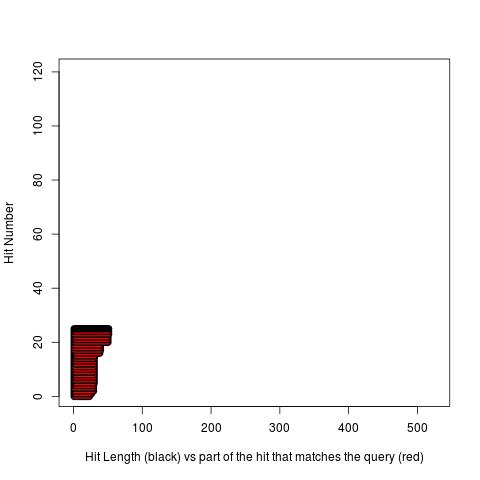 120
100
80
60
40
20
0
Hit Number
0 100 200 300 400 500
Hit Length (black) vs part of the hit that matches the query (red)